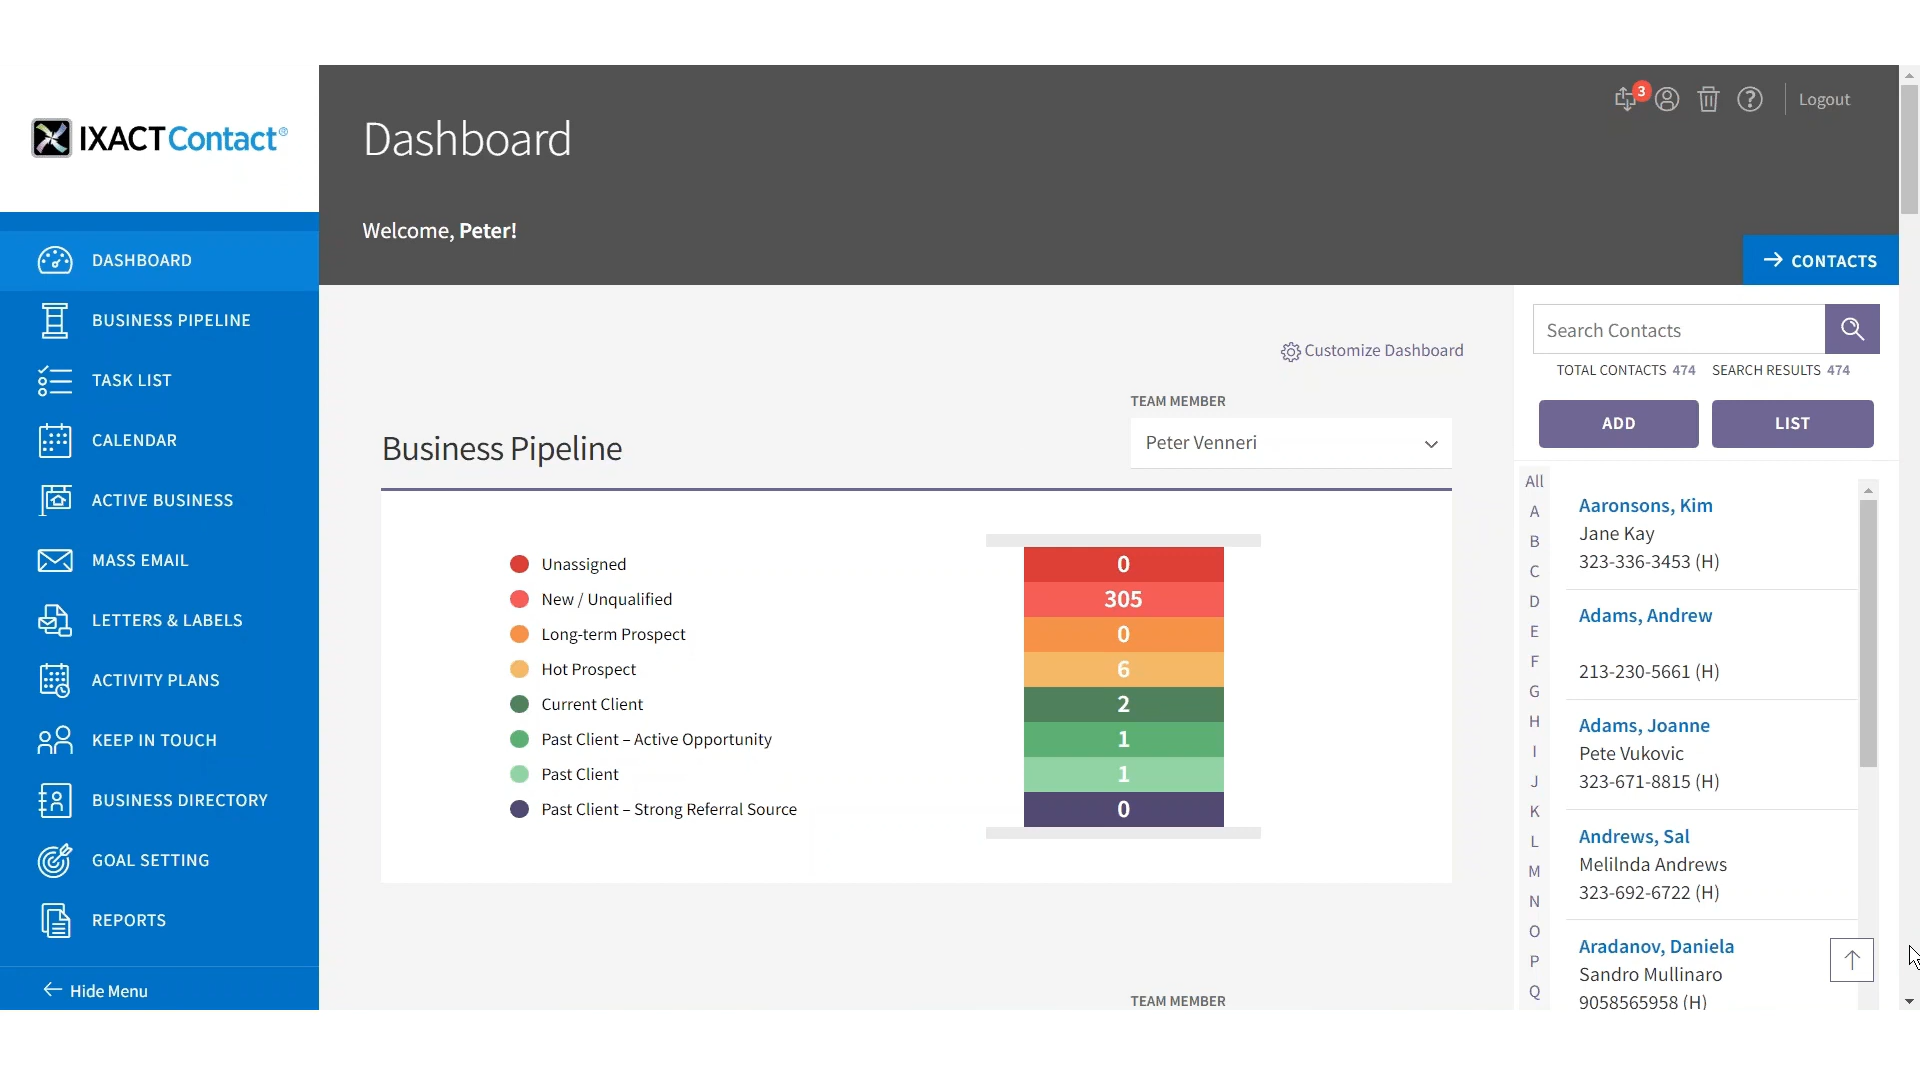 IXACTContact®
DASHBOARD
BUSINESS PIPELINE
TASK LIST
CALENDAR
ACTIVE BUSINESS
MASS EMAIL
LETTERS & LABELS
ACTIVITY PLANS
KEEP IN TOUCH
BUSINESS DIRECTORY
GOAL SETTING
REPORTS
Hide Menu
3
Logout
Dashboard
Welcome, Peter!
CONTACTS
Customize Dashboard
TEAM MEMBER
Peter Venneri
Business Pipeline
Unassigned 0
New / Unqualified 305
Long-term Prospect 0
Hot Prospect 6
Current Client 2
Past Client – Active Opportunity 1
Past Client 1
Past Client – Strong Referral Source 0
TEAM MEMBER
Search Contacts
TOTAL CONTACTS 474 SEARCH RESULTS 474
ADD LIST
All
A
B
C
D
E
F
G
H
I
J
K
L
M
N
O
P
Q
Aaronsons, Kim
Jane Kay
323-336-3453 (H)
Adams, Andrew
213-230-5661 (H)
Adams, Joanne
Pete Vukovic
323-671-8815 (H)
Andrews, Sal
Melilnda Andrews
323-692-6722 (H)
Aradanov, Daniela
Sandro Mullinaro
9058565958 (H)